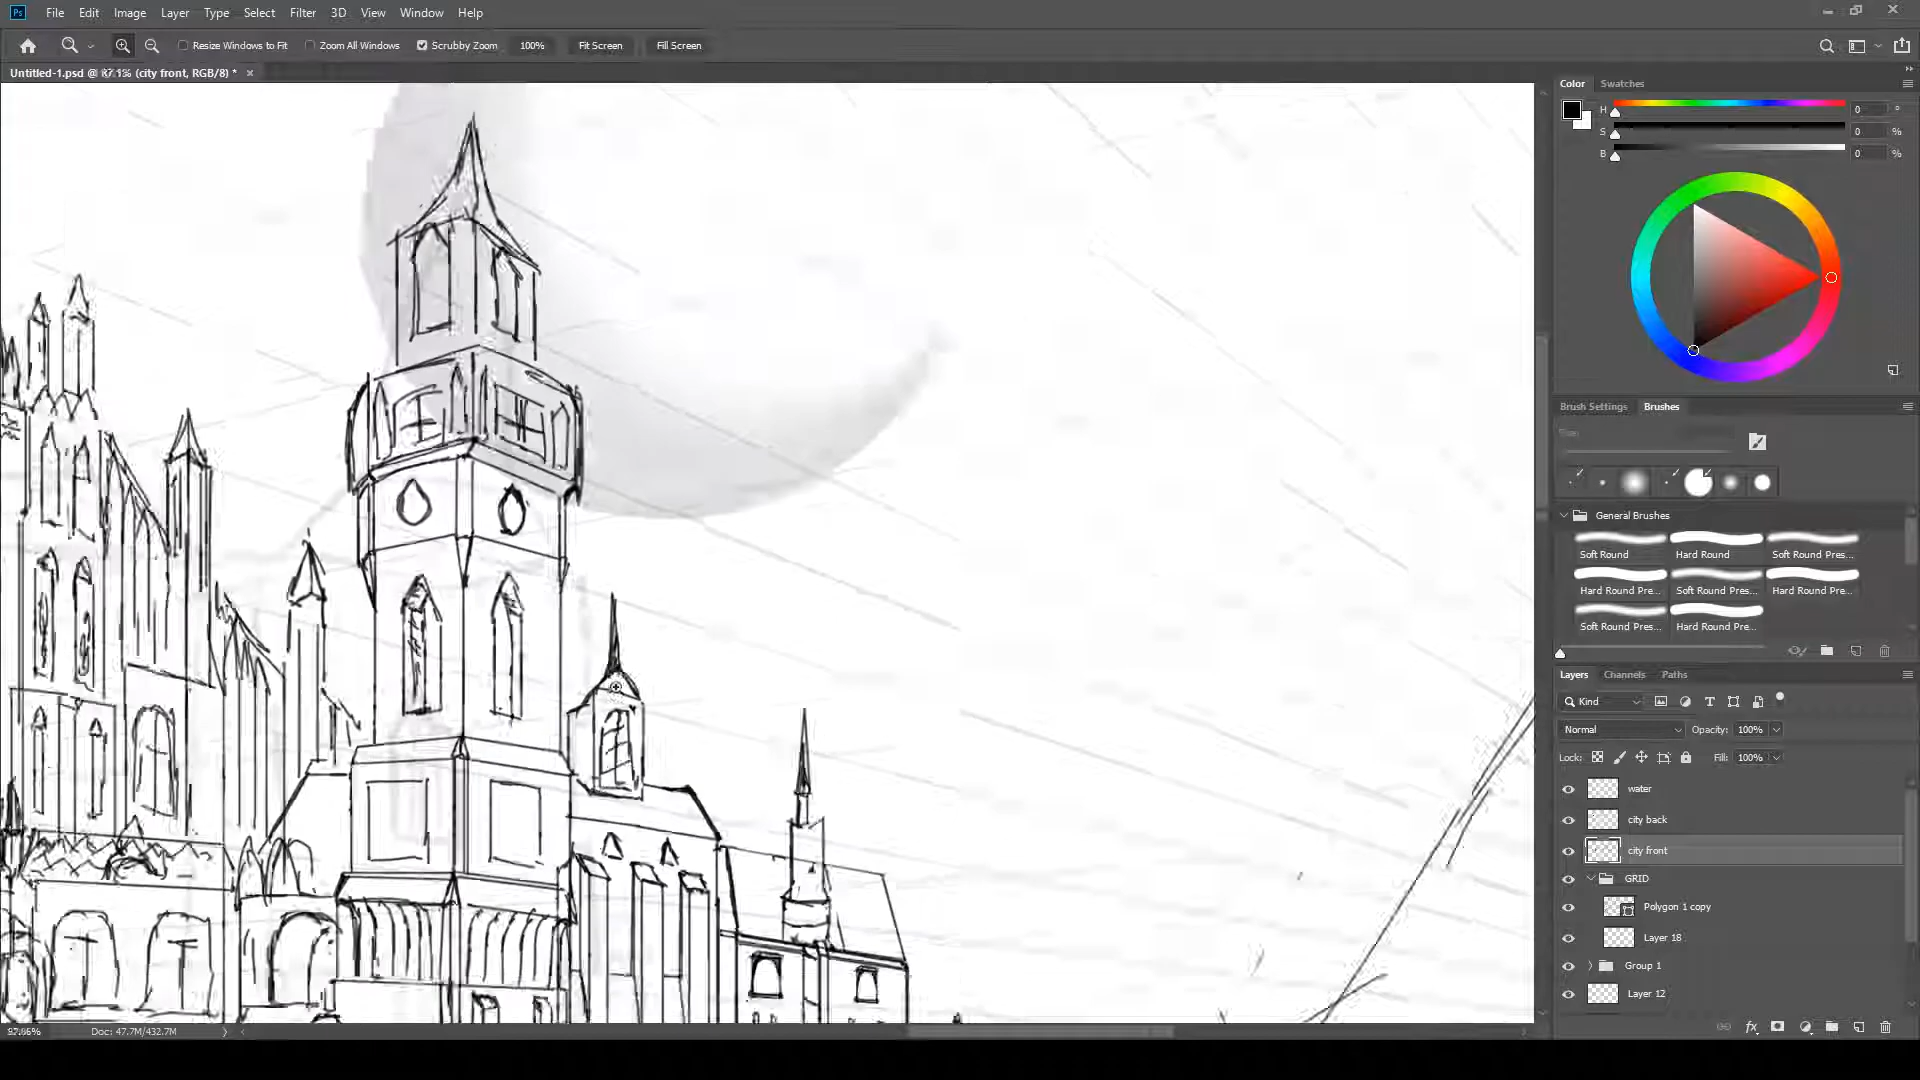 Ps File Edit Image Layer Type Select Filter 3D View Window Help
Resize Windows to Fit Zoom All Windows Scrubby Zoom 100% Fit Screen Fill Screen
Untitled-1.psd @ 87.1% (city front, RGB/8) *
Color Swatches
H 0 °
S 0 %
B 0 %
Brush Settings Brushes
General Brushes
Soft Round Hard Round Soft Round Pres...
Hard Round Pre... Soft Round Pres... Hard Round Pre...
Soft Round Pres... Hard Round Pre...
Layers Channels Paths
Kind
Normal Opacity: 100%
Lock: Fill: 100%
water
city back
city front
GRID
Polygon 1 copy
Layer 18
Group 1
Layer 12
Doc: 47.7M/432.7M